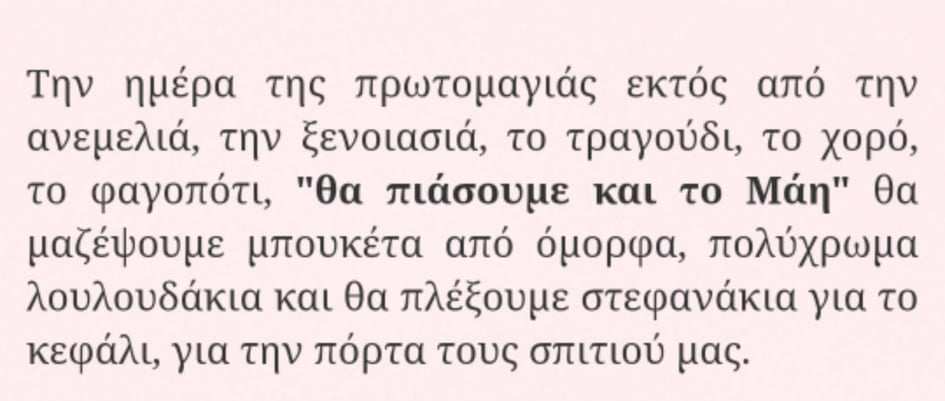 Την ημέρα της πρωτομαγιάς εκτός από την
ανεμελιά, την ξενοιασιά, το τραγούδι, το χορό,
το φαγοπότι, "θα πιάσουμε και το Μάη" θα
μαζέψουμε μπουκέτα από όμορφα, πολύχρωμα
λουλουδάκια και θα πλέξουμε στεφανάκια για το
κεφάλι, για την πόρτα τους σπιτιού μας.